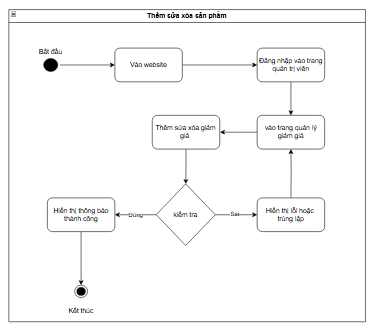 Thêm sửa xóa sản phẩm
Bắt đầu
Vào website
Đăng nhập vào trang
quản trị viên
Thêm sửa xóa giảm
giá
vào trang quản lý
giảm giá
Hiển thị thông báo
thành công
Đúng
kiểm tra
Sai
Hiển thị lỗi hoặc
trùng lặp
Kết thúc